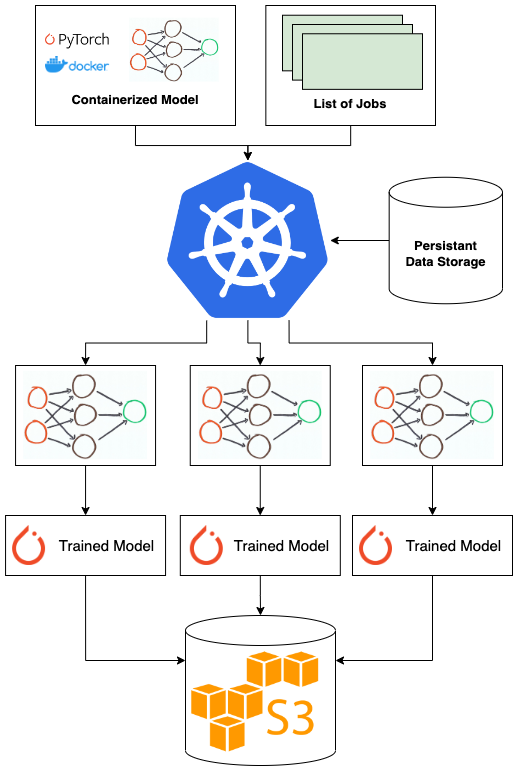 PyTorch
docker
Containerized Model
List of Jobs
Persistant
Data Storage
Trained Model
Trained Model
Trained Model
S3